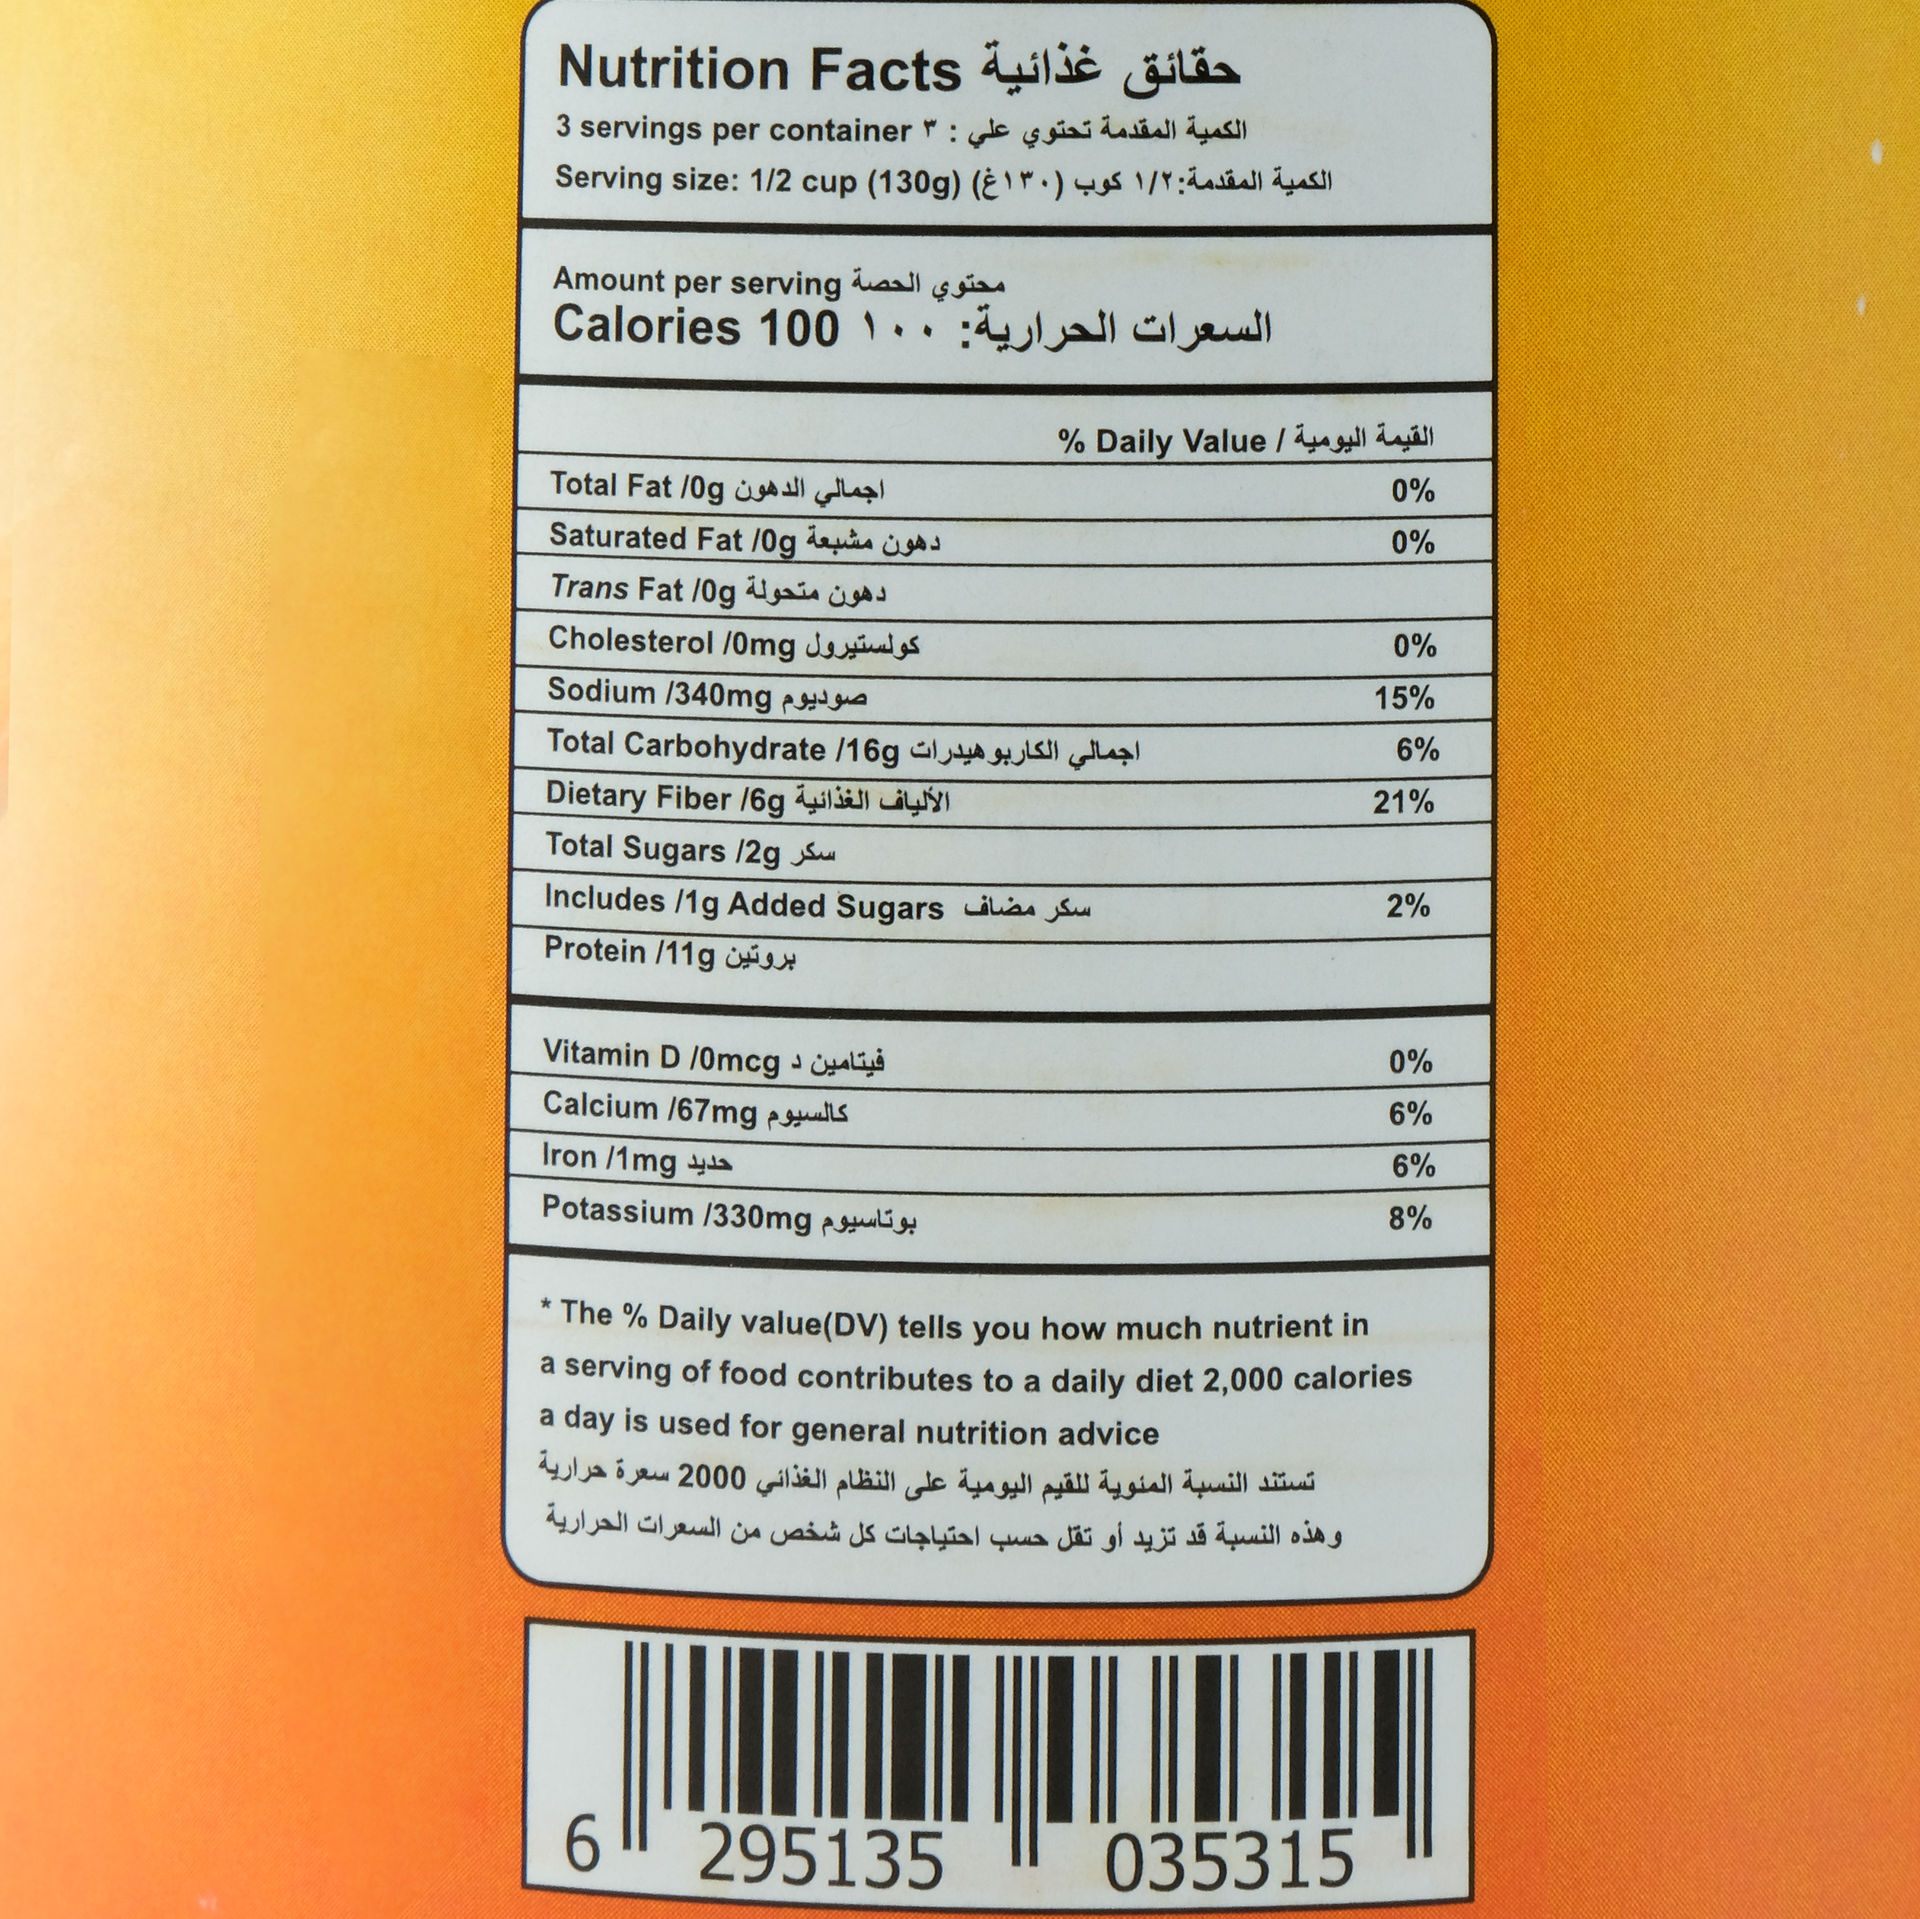 Nutrition Facts حقائق غذائية
3 servings per container ٣ : الكمية المقدمة تحتوي علي
Serving size: 1/2 cup (130g) الكمية المقدمة:١/٢ كوب (١٣٠غ)
Amount per serving محتوي الحصة
Calories 100 السعرات الحرارية: ١٠٠
% Daily Value / القيمة اليومية
Total Fat /0g اجمالي الدهون 0%
Saturated Fat /0g دهون مشبعة 0%
Trans Fat /0g دهون متحولة
Cholesterol /0mg كولستيرول 0%
Sodium /340mg صوديوم 15%
Total Carbohydrate /16g اجمالي الكاربوهيدرات 6%
Dietary Fiber /6g الألياف الغذائية 21%
Total Sugars /2g سكر
Includes /1g Added Sugars سكر مضاف 2%
Protein /11g بروتين
Vitamin D /0mcg فيتامين د 0%
Calcium /67mg كالسيوم 6%
Iron /1mg حديد 6%
Potassium /330mg بوتاسيوم 8%
* The % Daily value(DV) tells you how much nutrient in
a serving of food contributes to a daily diet 2,000 calories
a day is used for general nutrition advice
تستند النسبة المئوية للقيم اليومية على النظام الغذائي 2000 سعرة حرارية
وهذه النسبة قد تزيد أو تقل حسب احتياجات كل شخص من السعرات الحرارية
6 295135 035315